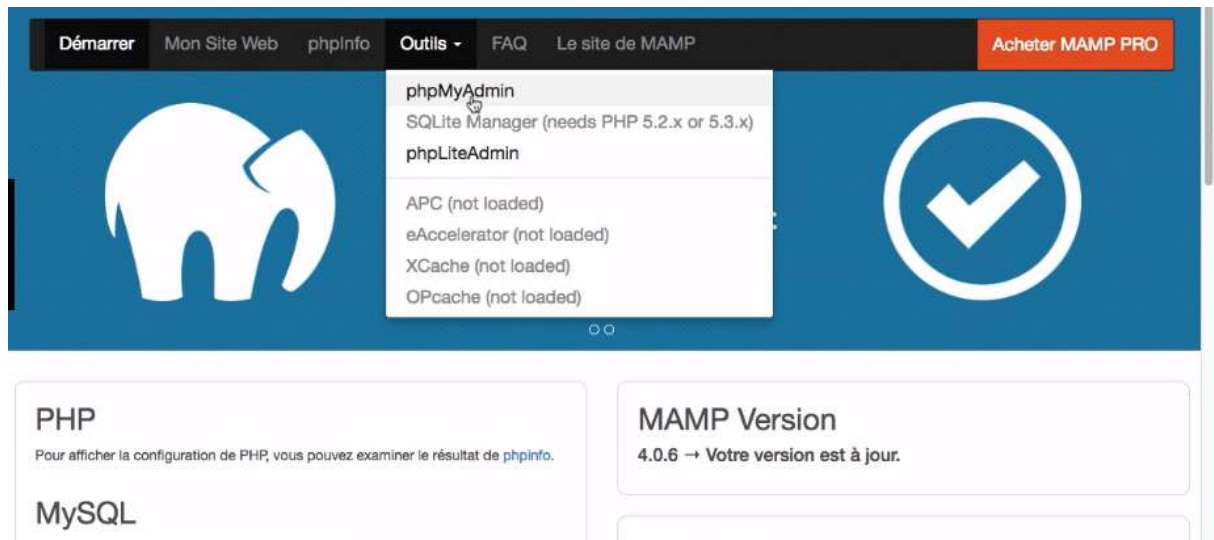 Démarrer Mon Site Web phpInfo Outils FAQ Le site de MAMP Acheter MAMP PRO
phpMyAdmin
SQLite Manager (needs PHP 5.2.x or 5.3.x)
phpLiteAdmin
APC (not loaded)
eAccelerator (not loaded)
XCache (not loaded)
OPcache (not loaded)
PHP
Pour afficher la configuration de PHP, vous pouvez examiner le résultat de phpinfo.
MySQL
MAMP Version
4.0.6 → Votre version est à jour.